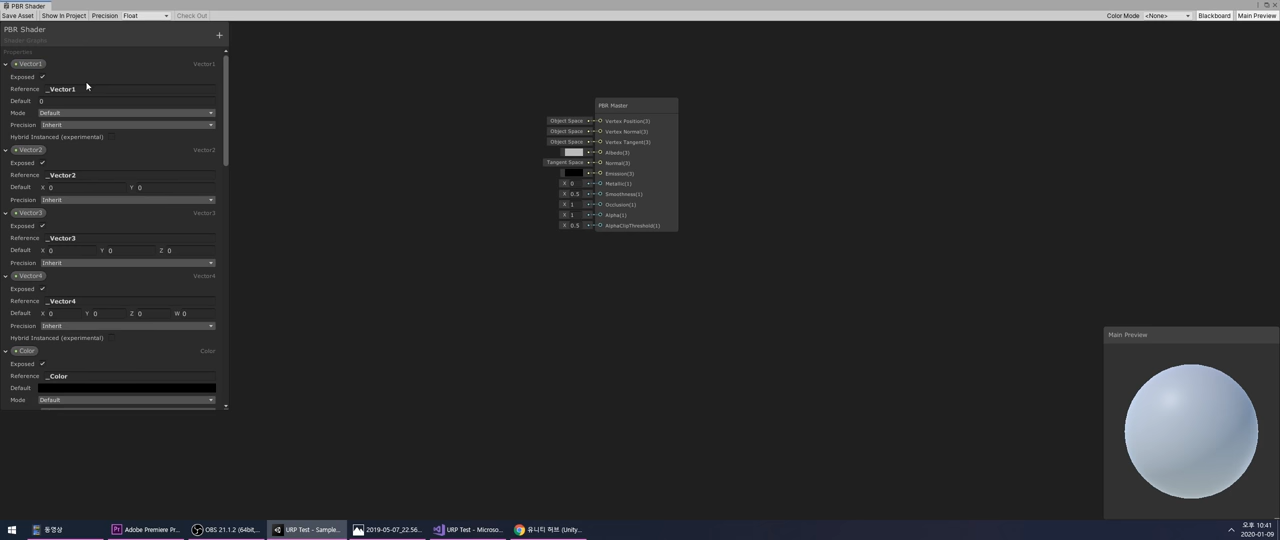 PBR Shader
Save Asset Show In Project Precision Float Check Out Color Mode <None> Blackboard Main Preview
PBR Shader
Shader Graphs
Properties
Vector1 Vector1
Exposed
Reference _Vector1
Default 0
Mode Default
Precision Inherit
Hybrid Instanced (experimental)
Vector2 Vector2
Exposed
Reference _Vector2
Default X 0 Y 0
Precision Inherit
Vector3 Vector3
Exposed
Reference _Vector3
Default X 0 Y 0 Z 0
Precision Inherit
Vector4 Vector4
Exposed
Reference _Vector4
Default X 0 Y 0 Z 0 W 0
Precision Inherit
Hybrid Instanced (experimental)
Color Color
Exposed
Reference _Color
Default
Mode Default
PBR Master
Object Space Vertex Position(3)
Object Space Vertex Normal(3)
Object Space Vertex Tangent(3)
Albedo(3)
Tangent Space Normal(3)
Emission(3)
X 0 Metallic(1)
X 0.5 Smoothness(1)
X 1 Occlusion(1)
X 1 Alpha(1)
X 0.5 AlphaClipThreshold(1)
Main Preview
동영상 Adobe Premiere Pr... OBS 21.1.2 (64bit,... URP Test - Sample... 2019-05-07_22.56... URP Test - Microso... 유니티 허브 (Unity...
오후 10:41
2020-01-09